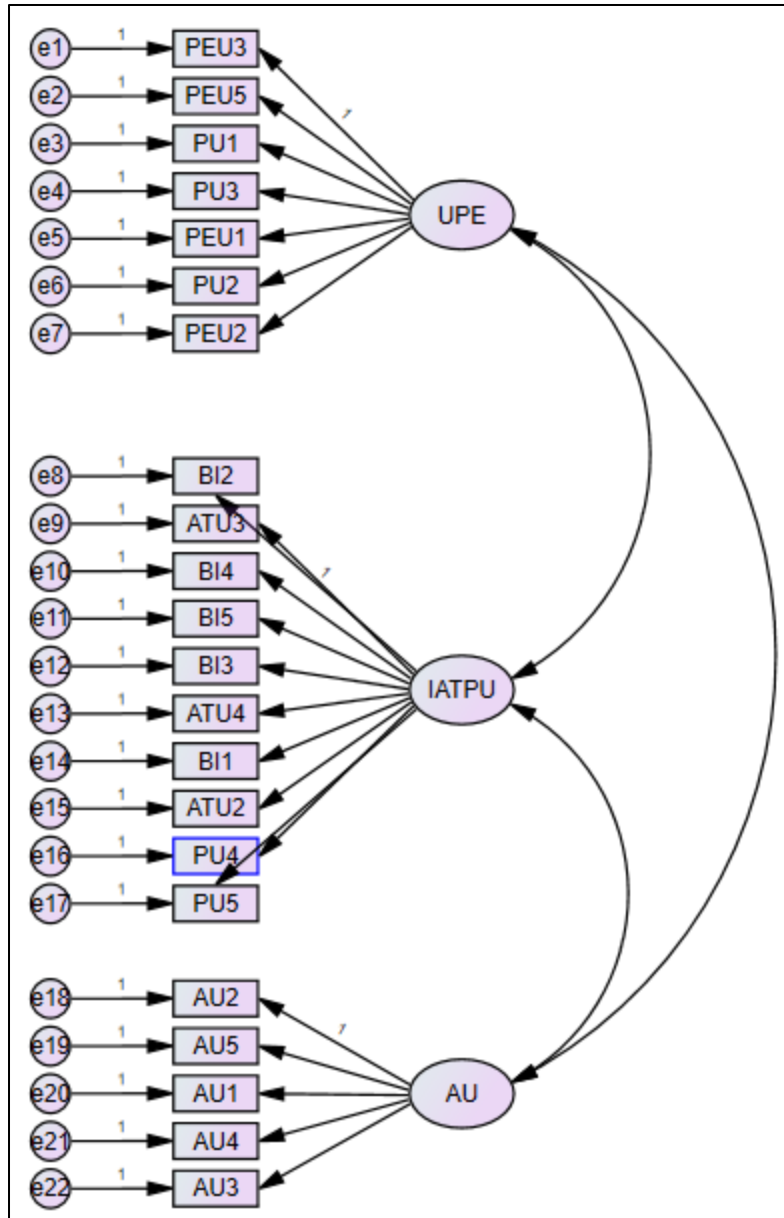 e1 1 PEU3
e2 1 PEU5
1
e3 1 PU1
e4 1 PU3
UPE
e5 1 PEU1
e6 1 PU2
e7 1 PEU2
e8 1 BI2
e9 1 ATU3
e10 1 BI4
1
e11 1 BI5
e12 1 BI3
IATPU
e13 1 ATU4
e14 1 BI1
e15 1 ATU2
e16 1 PU4
e17 1 PU5
e18 1 AU2
1
e19 1 AU5
e20 1 AU1
AU
e21 1 AU4
e22 1 AU3